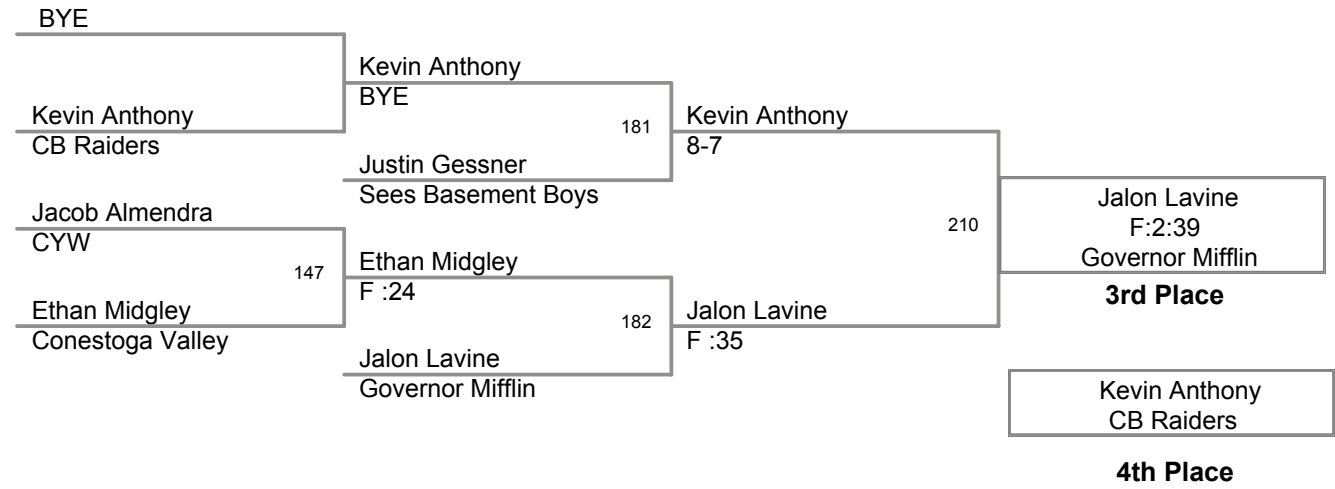 BYE
Kevin Anthony
CB Raiders
Jacob Almendra
CYW
147
Ethan Midgley
Conestoga Valley
Kevin Anthony
BYE
181
Justin Gessner
Sees Basement Boys
Ethan Midgley
F :24
182
Jalon Lavine
Governor Mifflin
Kevin Anthony
8-7
210
Jalon Lavine
F :35
Jalon Lavine
F:2:39
Governor Mifflin
3rd Place
Kevin Anthony
CB Raiders
4th Place